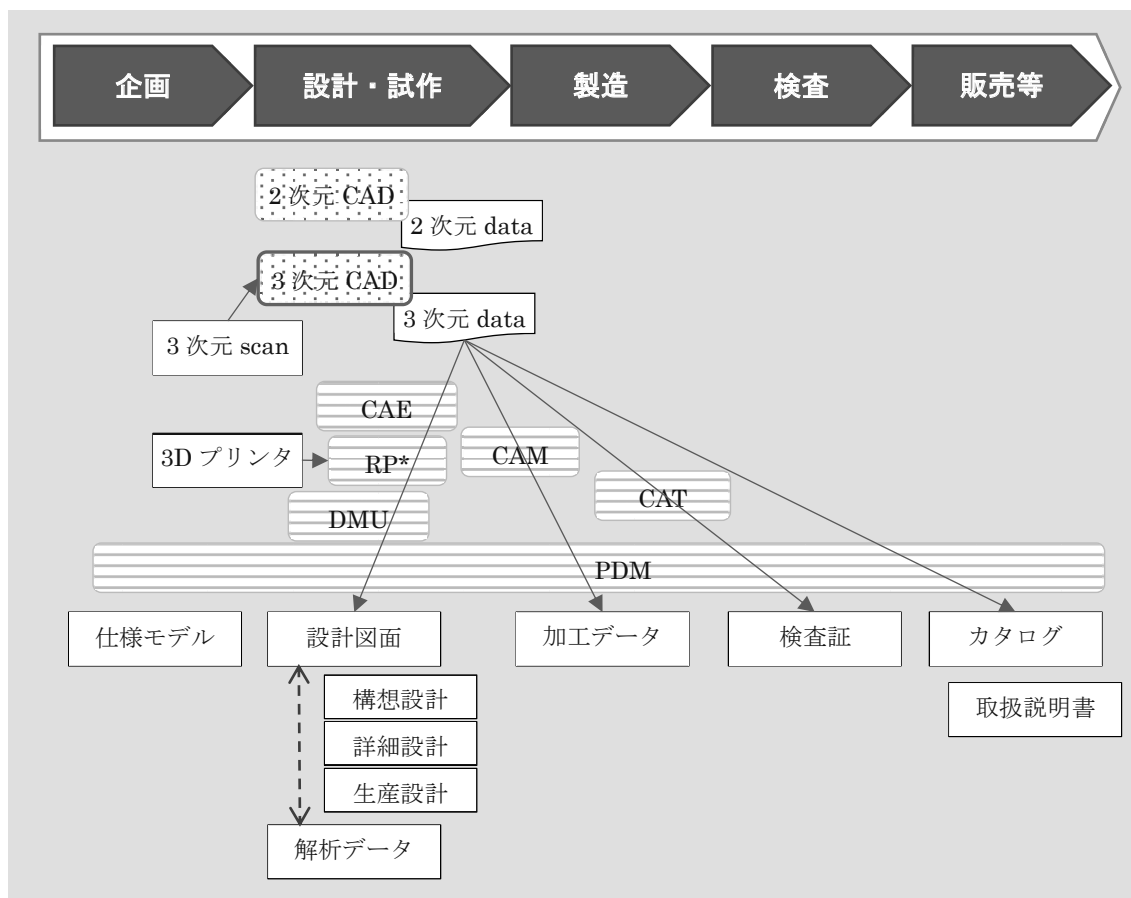 企画
設計・試作
製造
検査
販売等
2 次元 CAD
2 次元 data
3 次元 CAD
3 次元 data
3 次元 scan
CAE
3D プリンタ
RP*
CAM
CAT
DMU
PDM
仕様モデル
設計図面
加工データ
検査証
カタログ
構想設計
取扱説明書
詳細設計
生産設計
解析データ